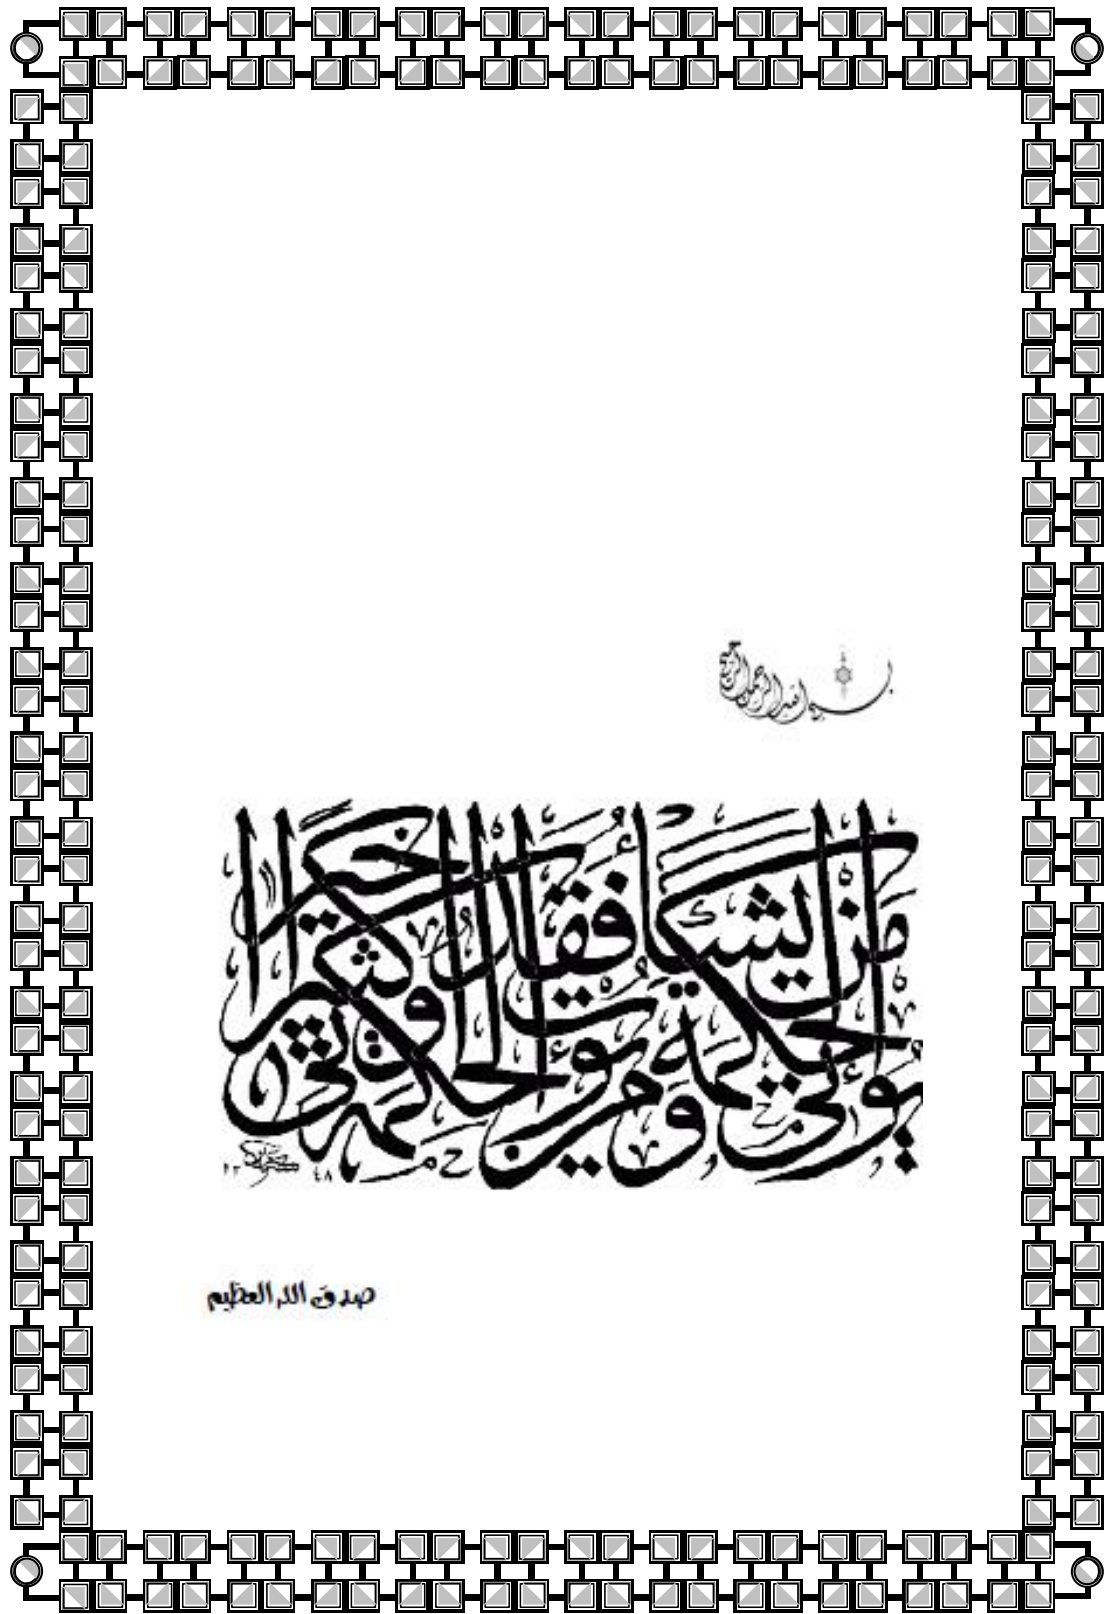 بسم الله الرحمن الرحيم
يؤتي الحكمة من يشاء ومن يؤت الحكمة فقد أوتي خيرا كثيرا
صدق الله العظيم